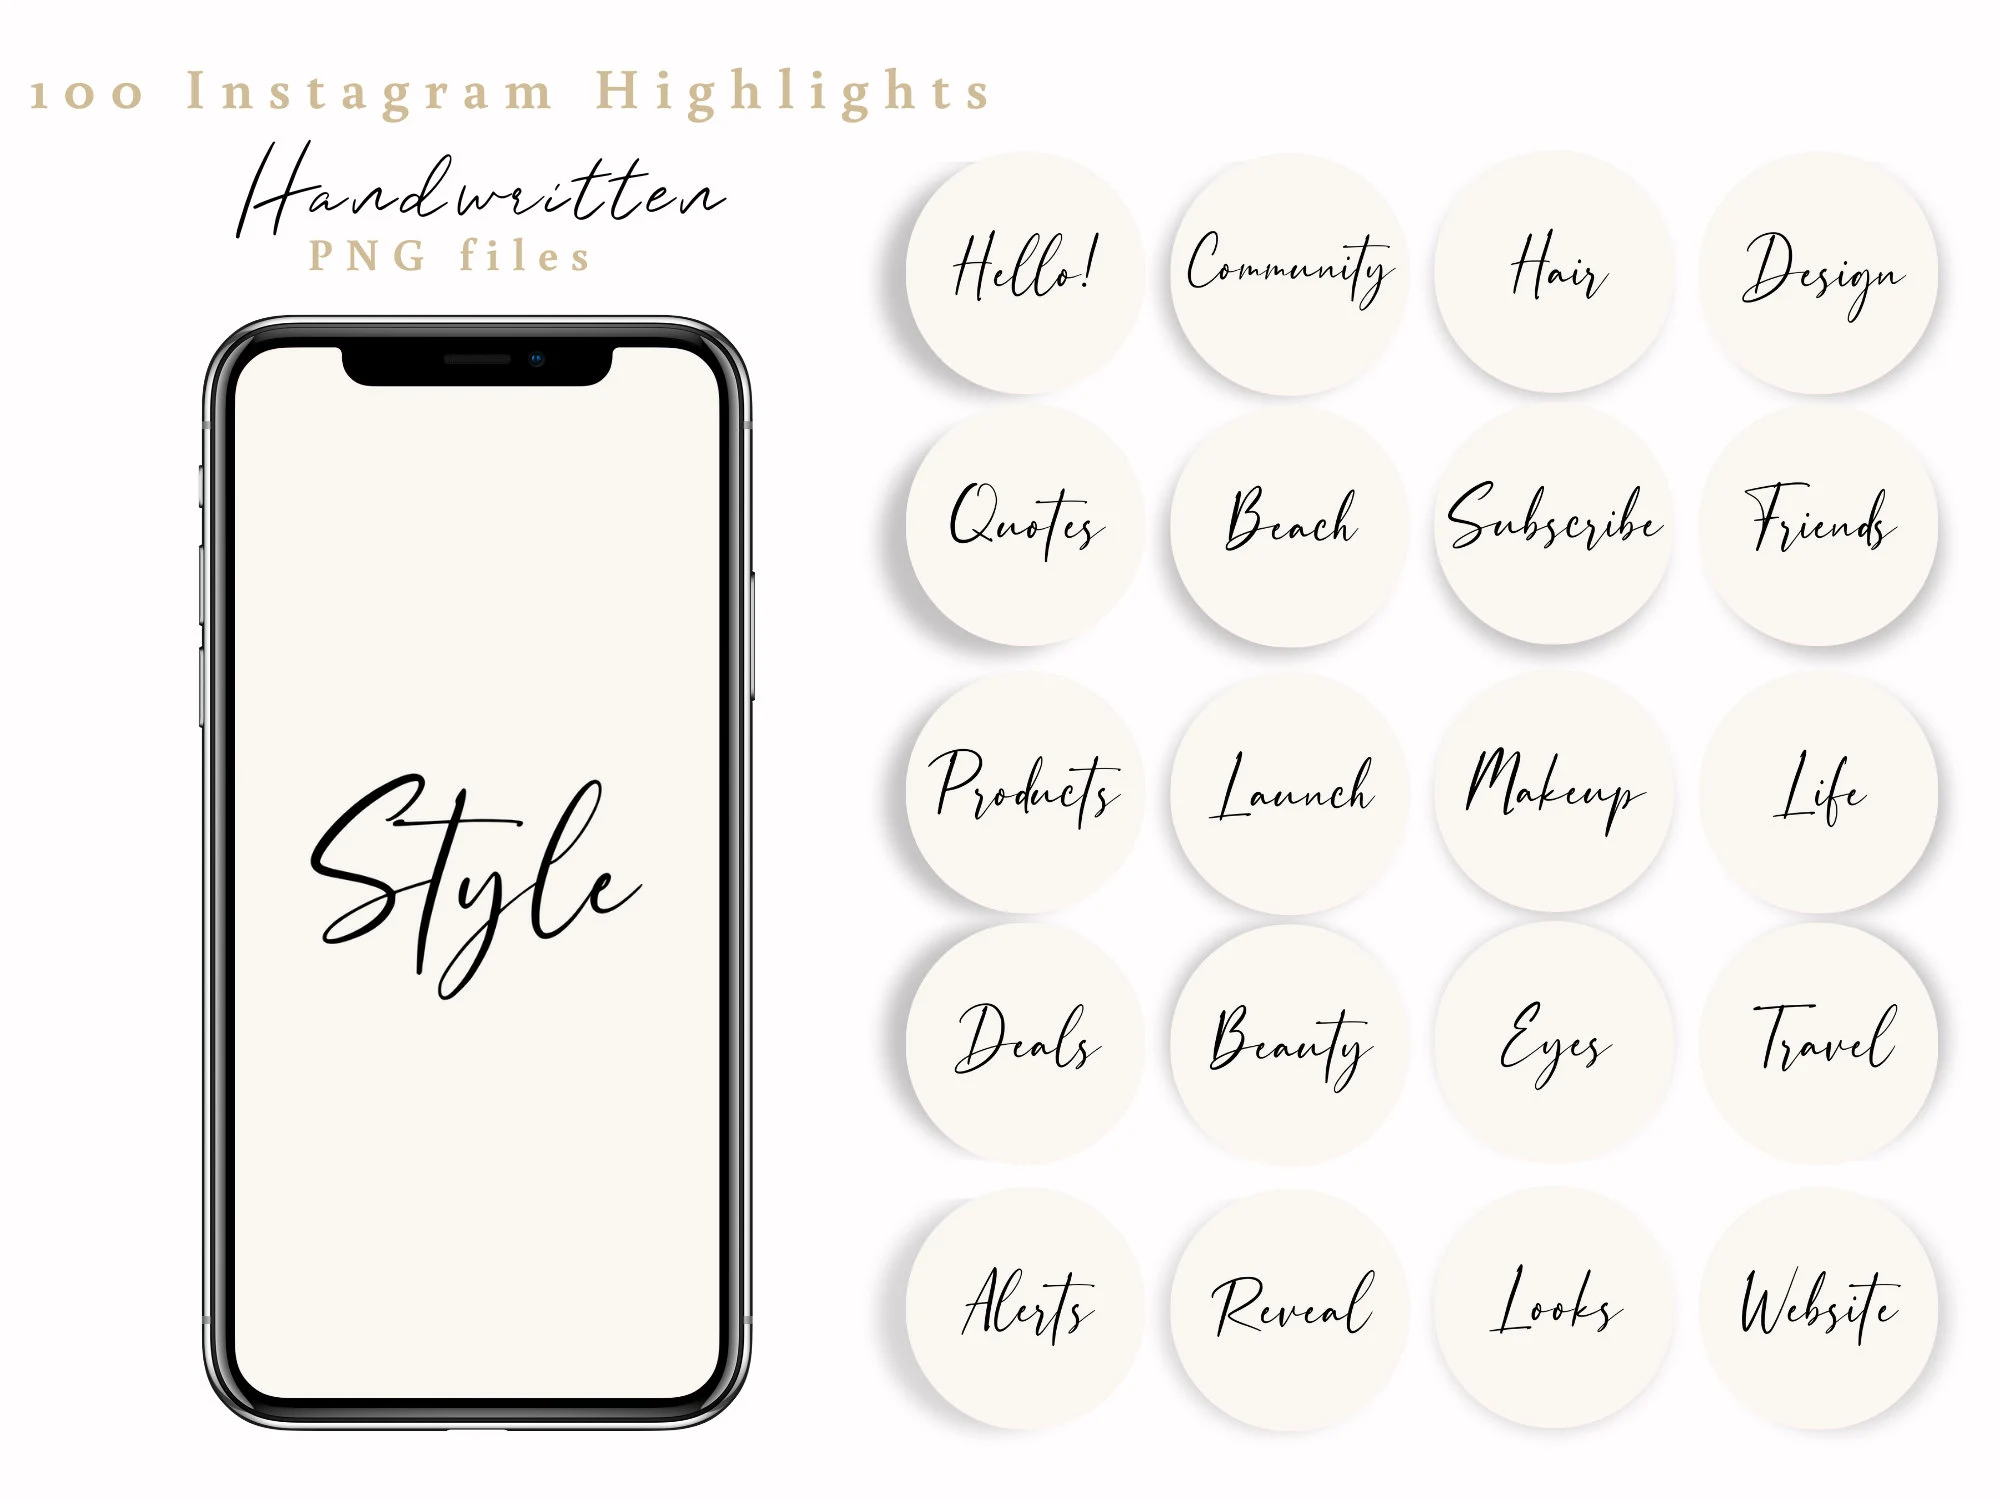 100 Instagram Highlights
Handwritten
PNG files
Style
Hello!
Community
Hair
Design
Quotes
Beach
Subscribe
Friends
Products
Launch
Makeup
Life
Deals
Beauty
Eyes
Travel
Alerts
Reveal
Looks
Website